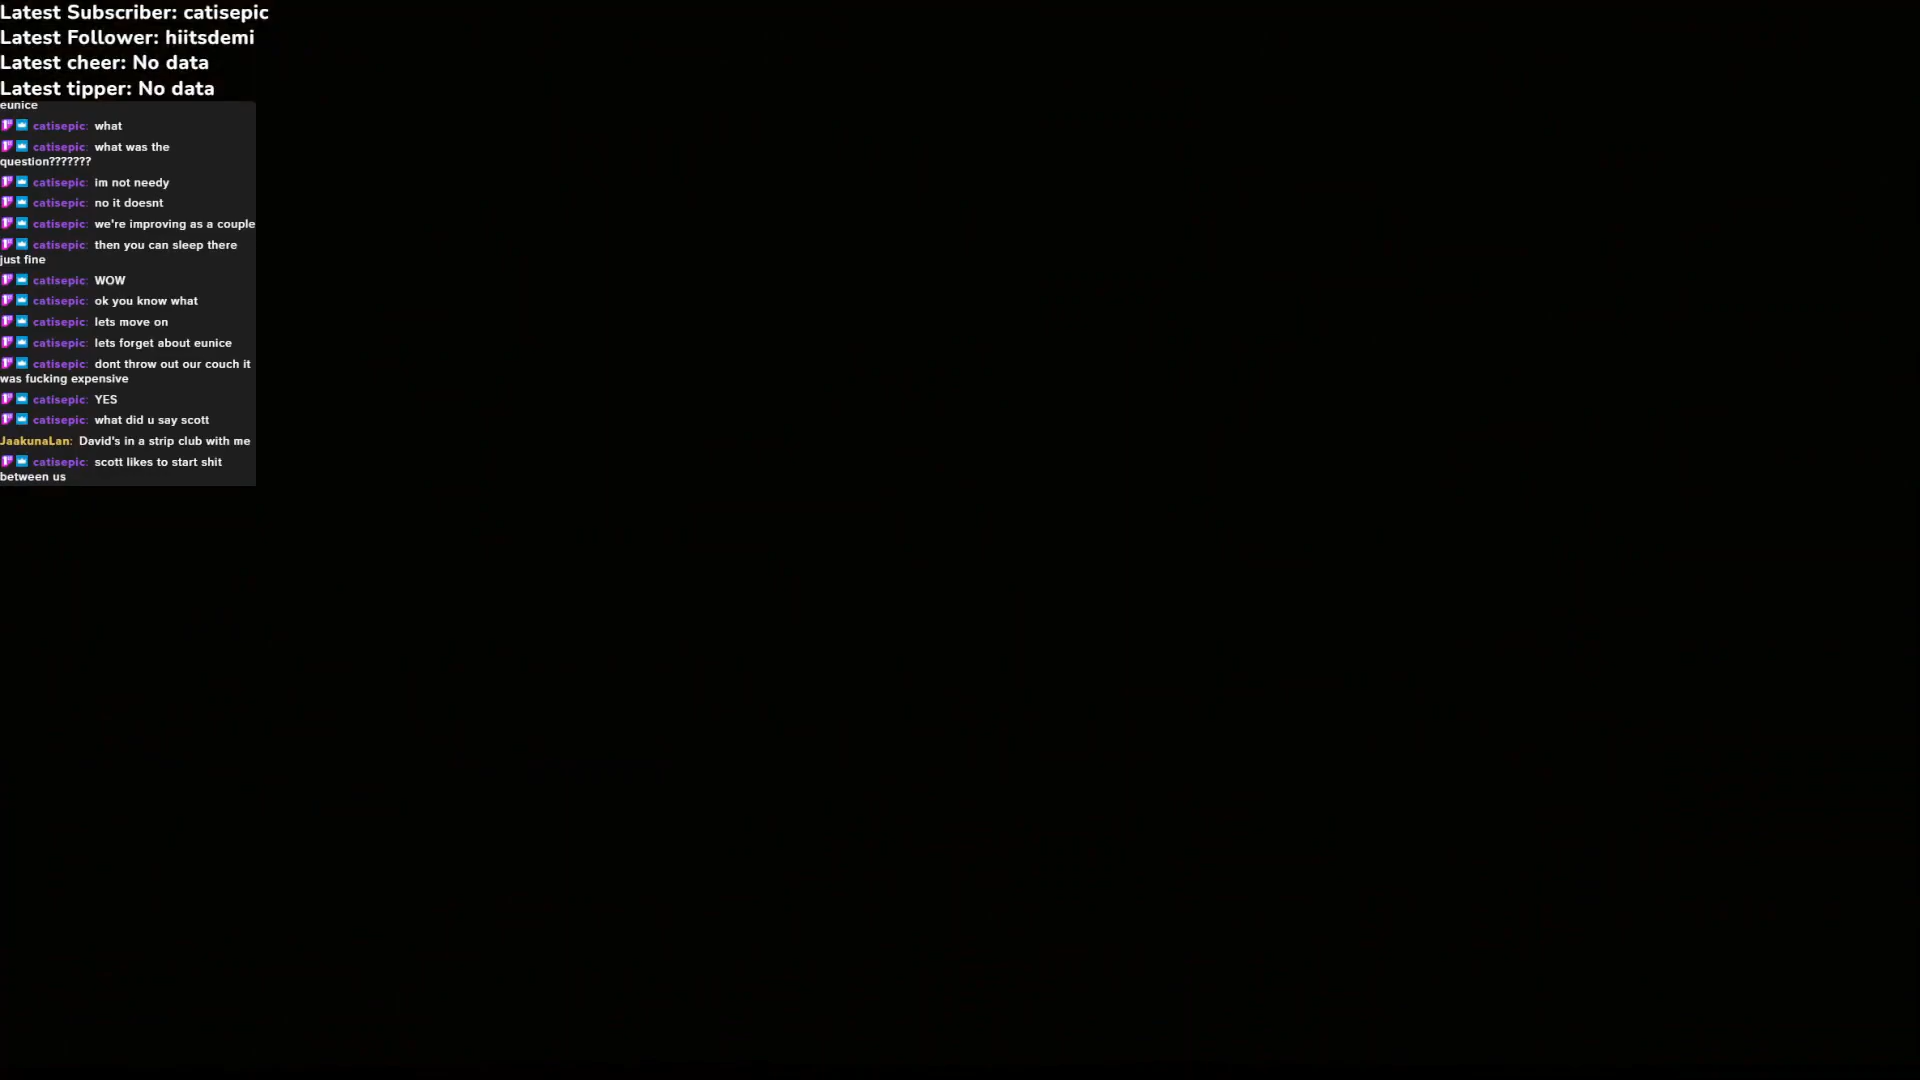 Latest Subscriber: catisepic
Latest Follower: hiitsdemi
Latest cheer: No data
Latest tipper: No data
eunice
catisepic: what
catisepic: what was the
question???????
catisepic: im not needy
catisepic: no it doesnt
catisepic: we're improving as a couple
catisepic: then you can sleep there
just fine
catisepic: WOW
catisepic: ok you know what
catisepic: lets move on
catisepic: lets forget about eunice
catisepic: dont throw out our couch it
was fucking expensive
catisepic: YES
catisepic: what did u say scott
JaakunaLan: David's in a strip club with me
catisepic: scott likes to start shit
between us